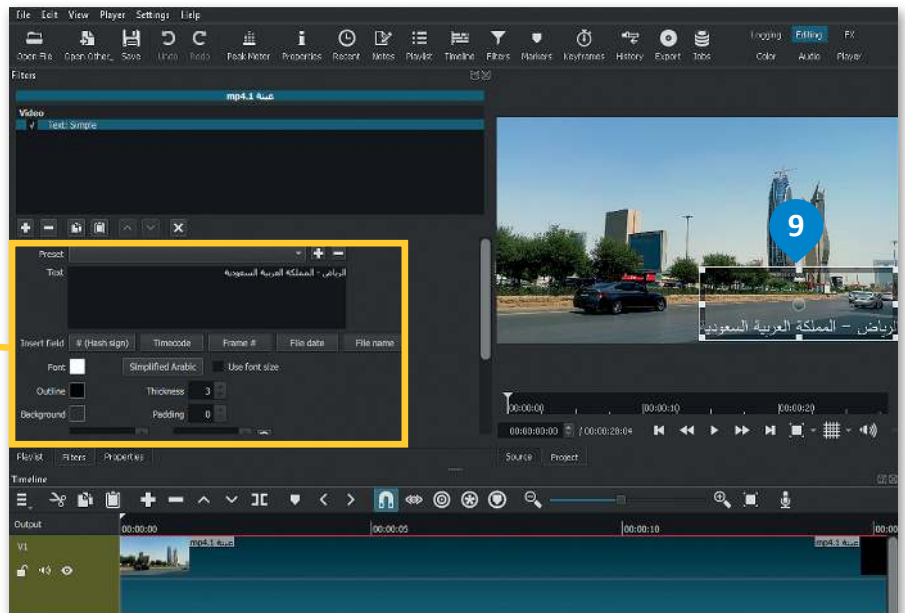 File Edit View Player Settings Help
Open File Open Other.. Save Undo Redo Peak Meter Properties Recent Notes Playlist Timeline Filters Markers Keyframes History Export Jobs
Logging Editing FX
Color Audio Player
Filters
عينة 1.mp4
Video
Text: Simple
9
Preset
Text
الرياض - المملكة العربية السعودية
Insert field # (Hash sign) Timecode Frame # File date File name
Font Simplified Arabic Use font size
Outline Thickness 3
Background Padding 0
الرياض – المملكة العربية السعودية
00:00:00 00:00:10 00:00:20
00:00:00:00 / 00:00:28:04
Playlist Filters Properties
Source Project
Timeline
Output 00:00:00 00:00:05 00:00:10 00:00
V1
عينة 1.mp4 عينة 1.mp4